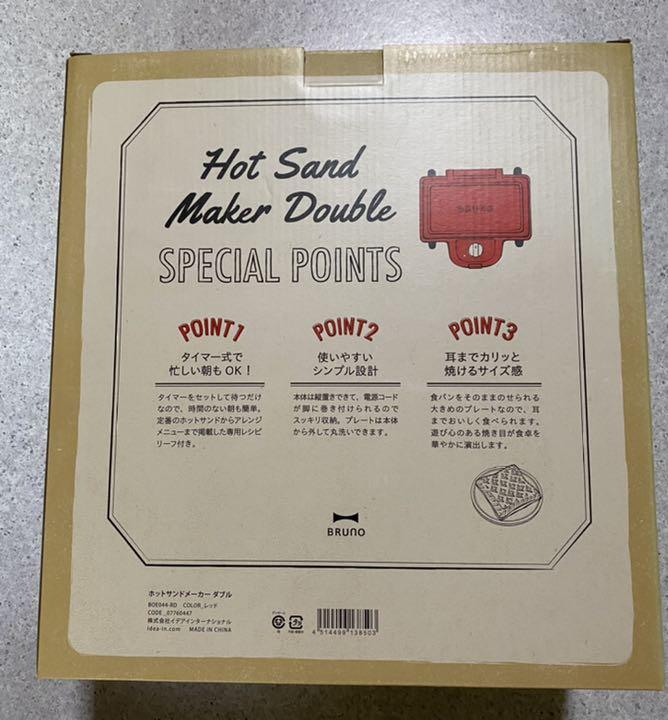 Hot Sand
Maker Double
SPECIAL POINTS
BRUNO
POINT1
タイマー式で
忙しい朝もOK！
タイマーをセットして待つだけ
なので、時間のない朝も簡単。
定番のホットサンドからアレンジ
メニューまで掲載した専用レシピ
リーフ付き。
POINT2
使いやすい
シンプル設計
本体は縦置きできて、電源コード
が脚に巻き付けられるので
スッキリ収納。プレートは本体
から外して丸洗いできます。
POINT3
耳までカリッと
焼けるサイズ感
食パンをそのままのせられる
大きめのプレートなので、耳
までおいしく食べられます。
遊び心のある焼き目が食卓を
華やかに演出します。
BRUNO
ホットサンドメーカー ダブル
BOE044-RD COLOR_レッド
CODE_07760447
株式会社イデアインターナショナル
idea-in.com MADE IN CHINA
4514499138503